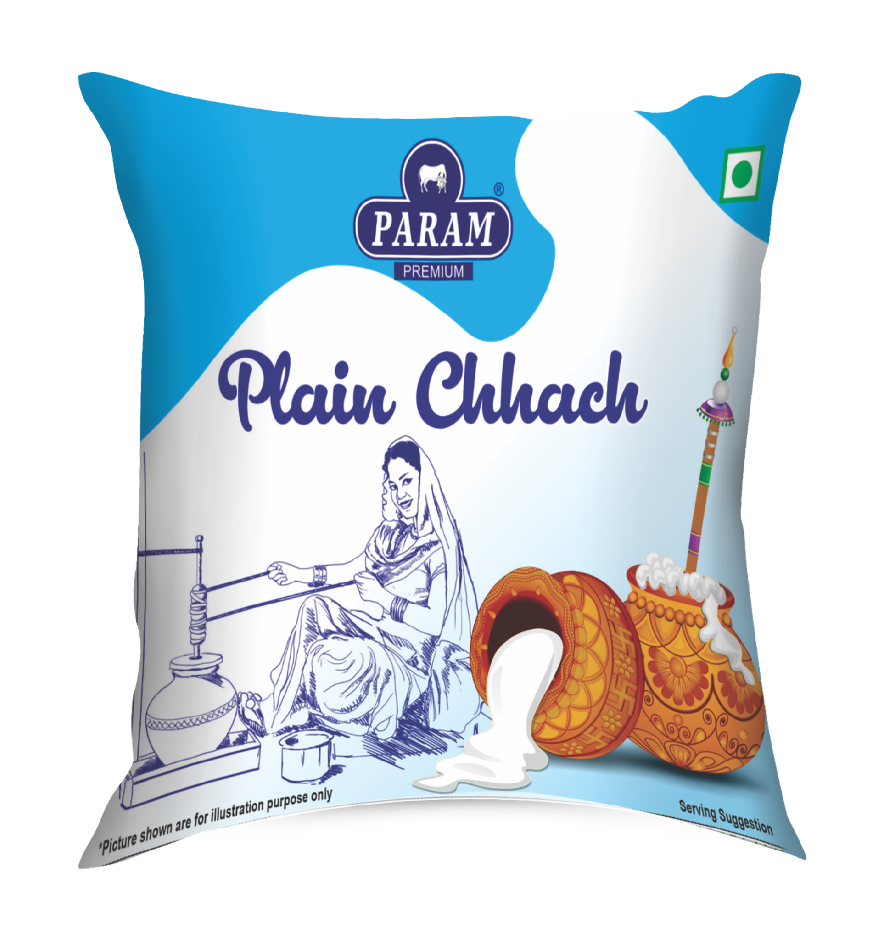 ®
PARAM
PREMIUM
Plain Chhach
*Picture shown are for illustration purpose only
Serving Suggestion